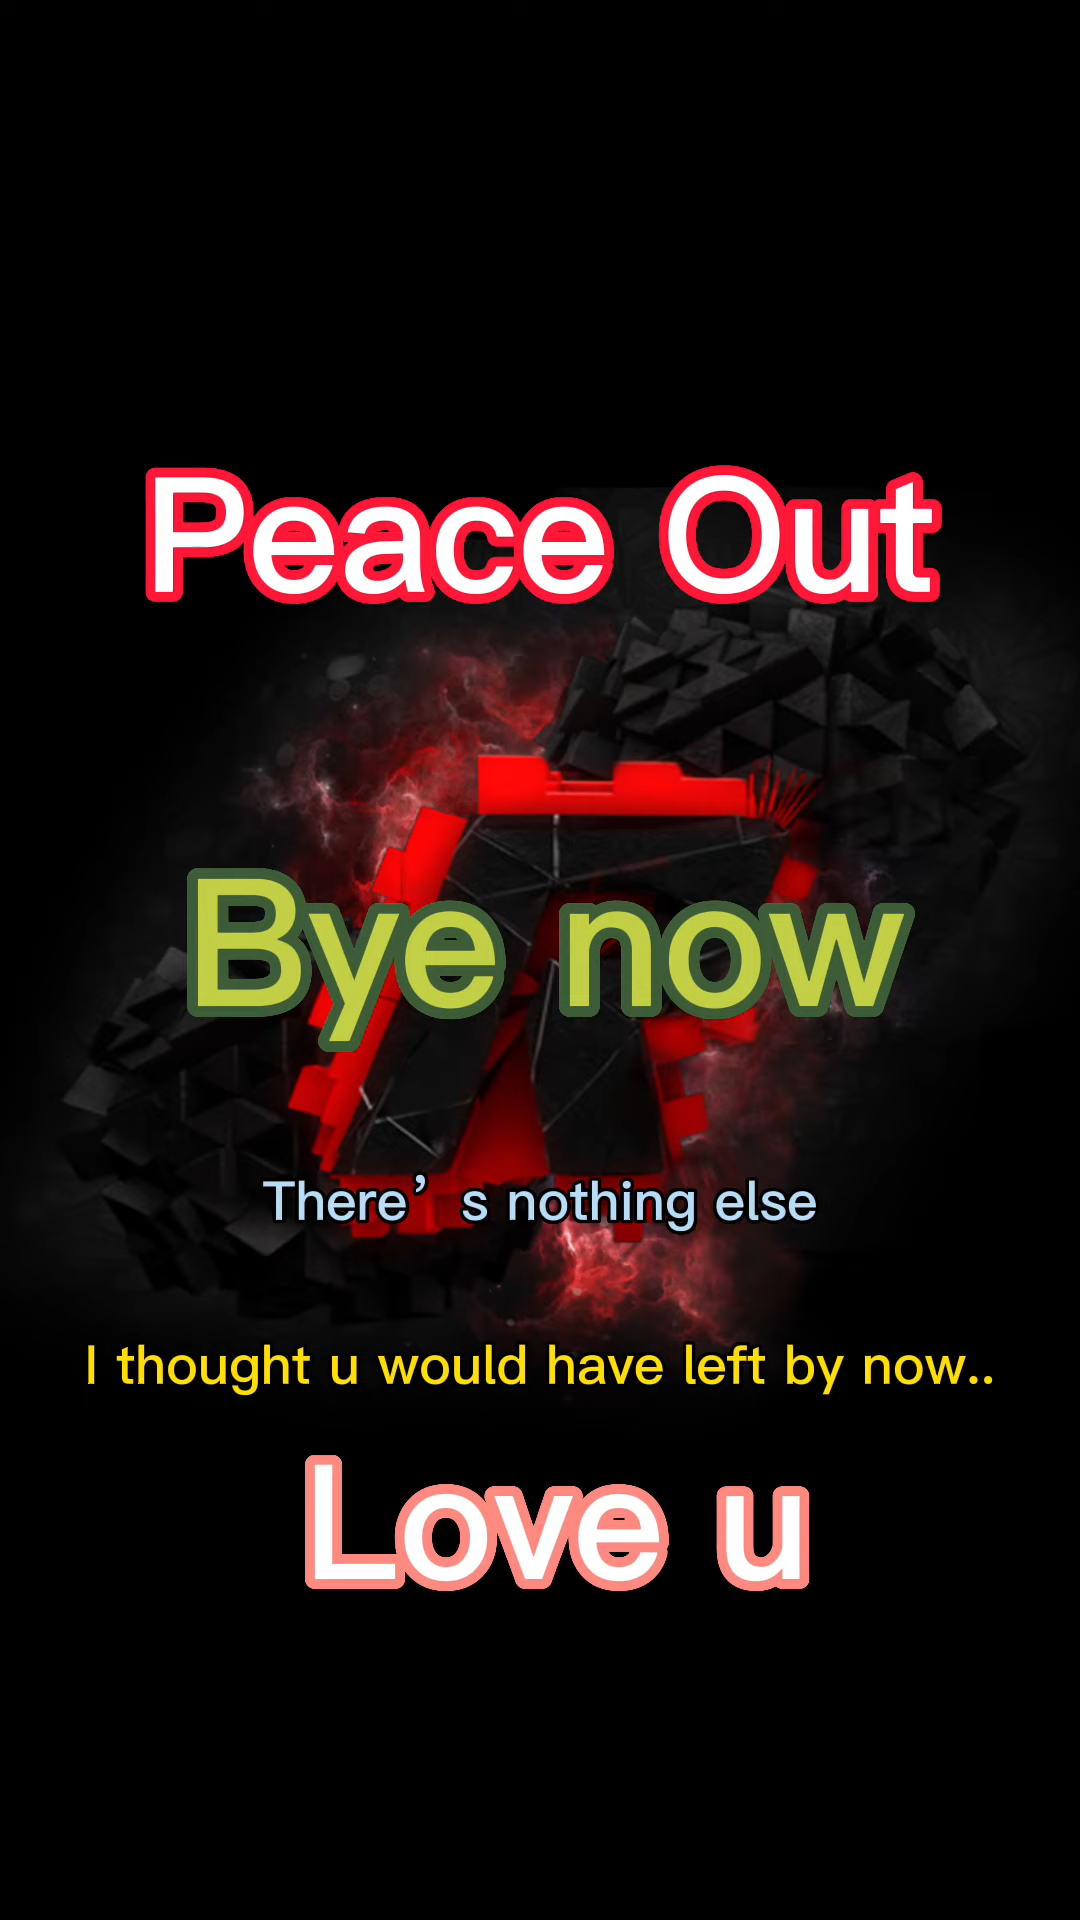 Peace Out
Bye now
There’s nothing else
I thought u would have left by now..
Love u